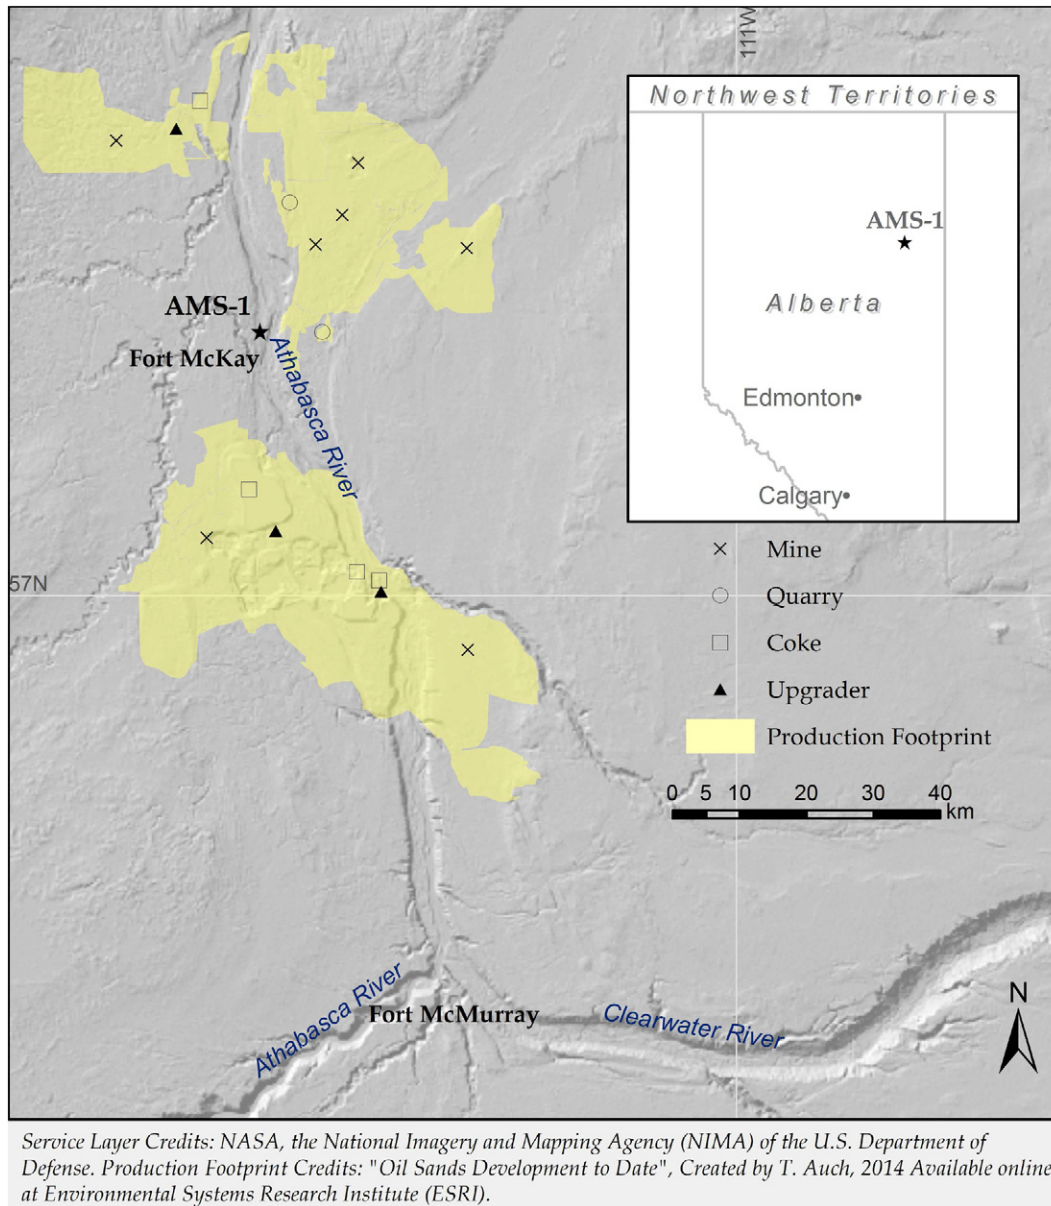 111W
Northwest Territories
AMS-1
Alberta
Edmonton
Calgary
AMS-1
Fort McKay
Athabasca River
57N
Mine
Quarry
Coke
Upgrader
Production Footprint
0 5 10 20 30 40
km
Athabasca River
Fort McMurray
Clearwater River
N
Service Layer Credits: NASA, the National Imagery and Mapping Agency (NIMA) of the U.S. Department of
Defense. Production Footprint Credits: "Oil Sands Development to Date", Created by T. Auch, 2014 Available online
at Environmental Systems Research Institute (ESRI).